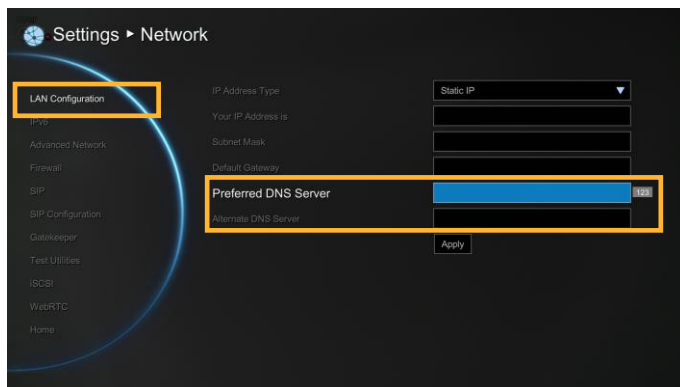 Settings ▸ Network
LAN Configuration
IPv6
Advanced Network
Firewall
SIP
SIP Configuration
Gatekeeper
Test Utilities
iSCSI
WebRTC
Home
IP Address Type
Static IP
Your IP Address is
Subnet Mask
Default Gateway
Preferred DNS Server
123
Alternate DNS Server
Apply